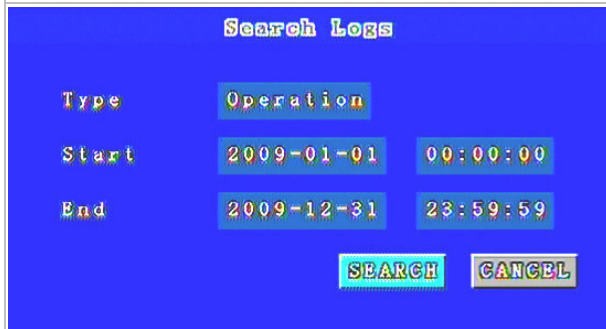 Search Logs
Type Operation
Start 2009-01-01 00:00:00
End 2009-12-31 23:59:59
SEARCH CANCEL